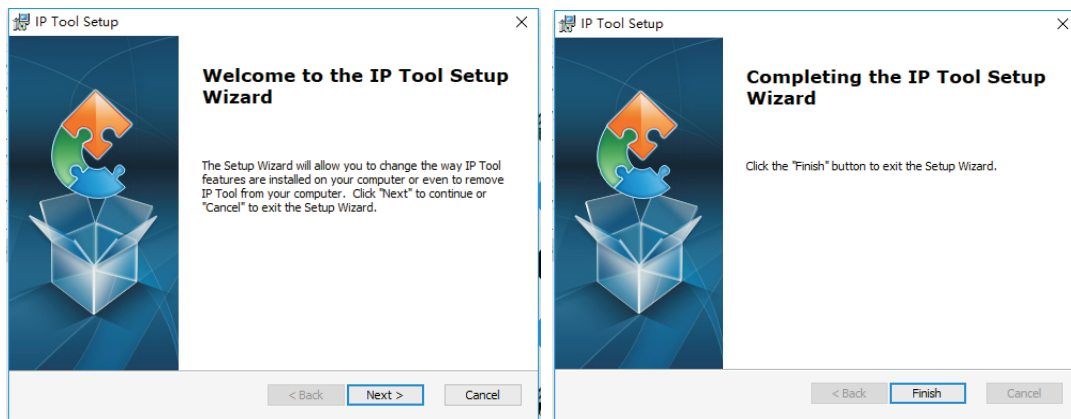 IP Tool Setup
Welcome to the IP Tool Setup
Wizard
The Setup Wizard will allow you to change the way IP Tool
features are installed on your computer or even to remove
IP Tool from your computer. Click "Next" to continue or
"Cancel" to exit the Setup Wizard.
< Back
Next >
Cancel
IP Tool Setup
Completing the IP Tool Setup
Wizard
Click the "Finish" button to exit the Setup Wizard.
< Back
Finish
Cancel